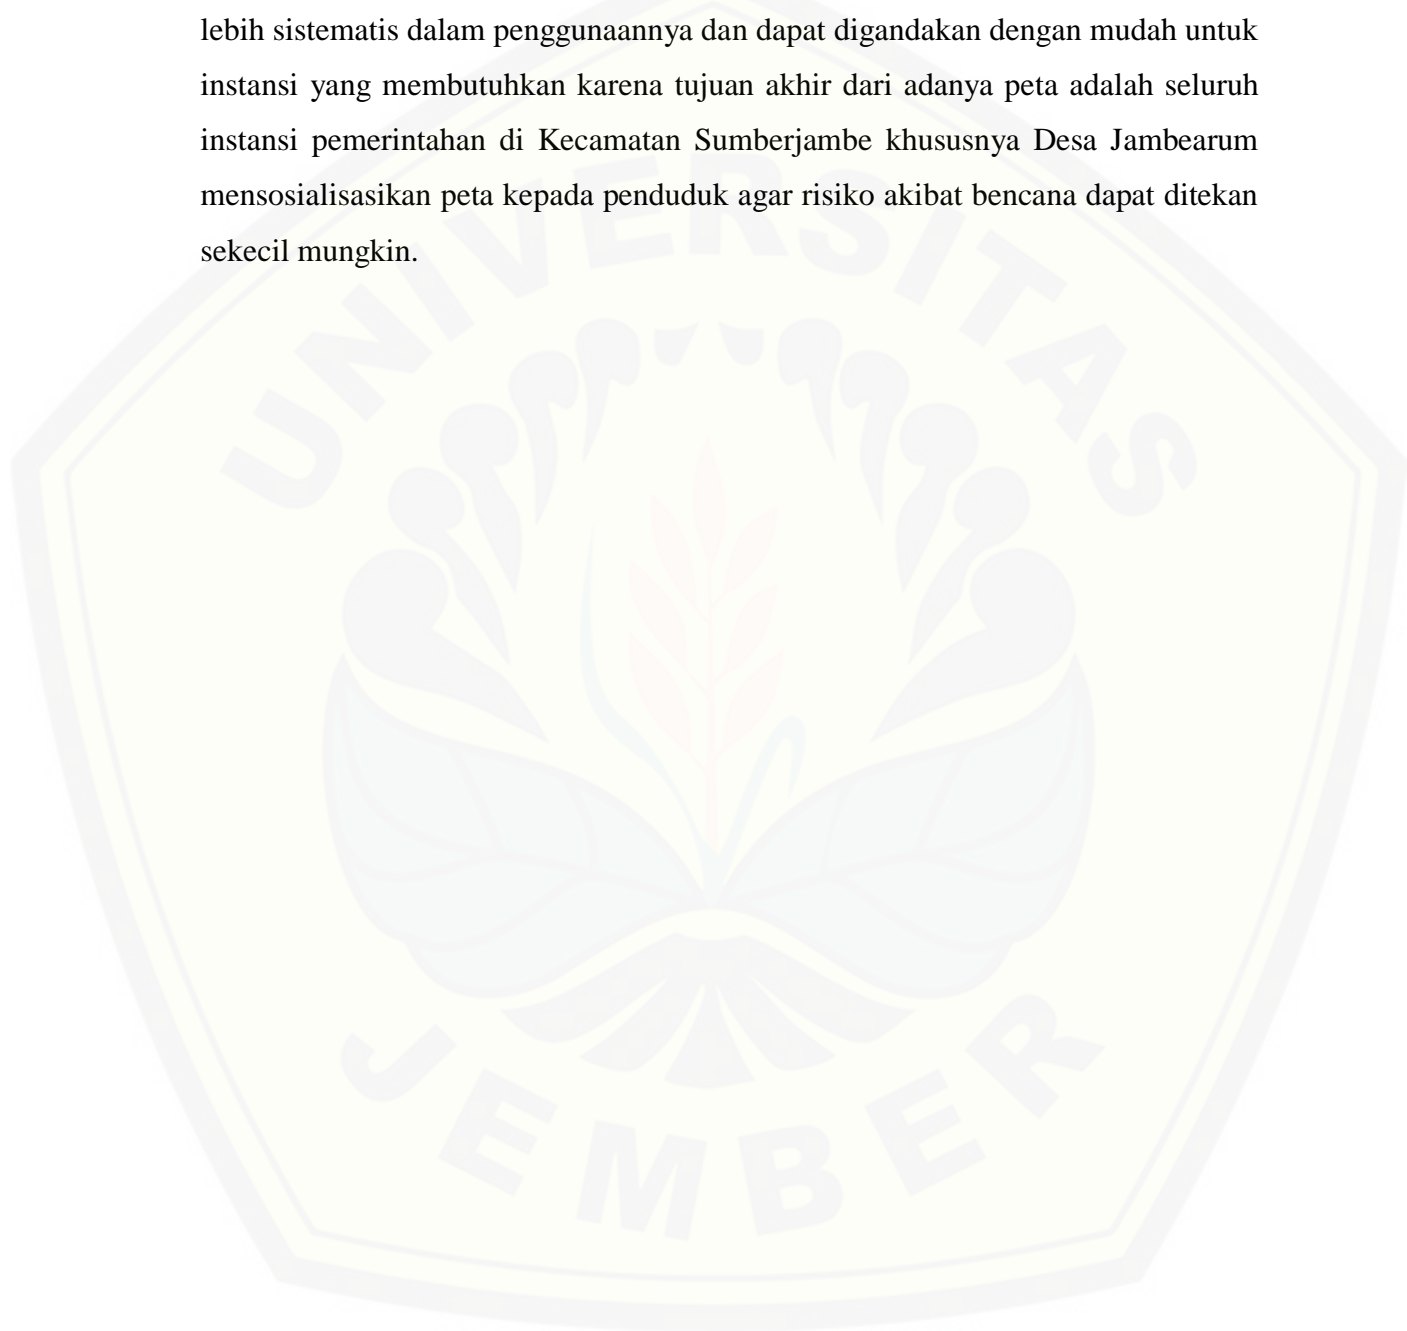 lebih sistematis dalam penggunaannya dan dapat digandakan dengan mudah untuk
instansi yang membutuhkan karena tujuan akhir dari adanya peta adalah seluruh
instansi pemerintahan di Kecamatan Sumberjambe khususnya Desa Jambearum
mensosialisasikan peta kepada penduduk agar risiko akibat bencana dapat ditekan
sekecil mungkin.
UNIVERSITAS
JEMBER